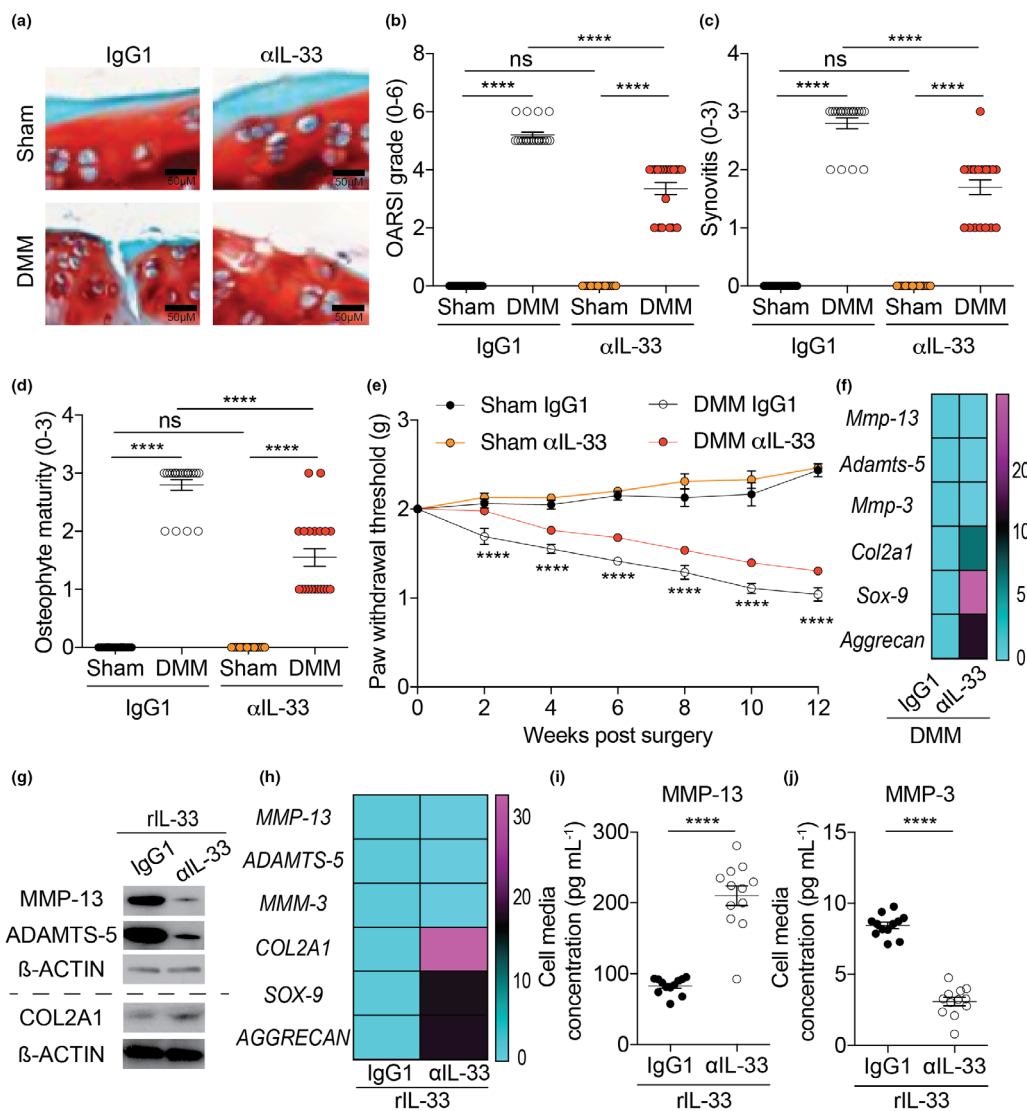 (a)
IgG1
αIL-33
Sham
50µM
50µM
DMM
50µM
50µM
(b)
OARSI grade (0-6)
6
4
2
0
****
ns
****
****
Sham DMM Sham DMM
IgG1
αIL-33
(c)
Synovitis (0-3)
3
2
1
0
****
ns
****
****
Sham DMM Sham DMM
IgG1
αIL-33
(d)
Osteophyte maturity (0-3)
3
2
1
0
****
ns
****
****
Sham DMM Sham DMM
IgG1
αIL-33
(e)
Paw withdrawal threshold (g)
3
2
1
0
Sham IgG1
DMM IgG1
Sham αIL-33
DMM αIL-33
**** **** **** **** **** ****
0 2 4 6 8 10 12
Weeks post surgery
(f)
Mmp-13
Adamts-5
Mmp-3
Col2a1
Sox-9
Aggrecan
20
10
5
0
IgG1
αIL-33
DMM
(g)
rIL-33
IgG1
αIL-33
MMP-13
ADAMTS-5
ß-ACTIN
COL2A1
ß-ACTIN
(h)
MMP-13
ADAMTS-5
MMM-3
COL2A1
SOX-9
AGGRECAN
30
20
10
0
IgG1 αIL-33
rIL-33
(i)
MMP-13
****
Cell media
concentration (pg mL⁻¹)
300
200
100
0
IgG1 αIL-33
rIL-33
(j)
MMP-3
****
Cell media
concentration (pg mL⁻¹)
15
10
5
0
IgG1 αIL-33
rIL-33